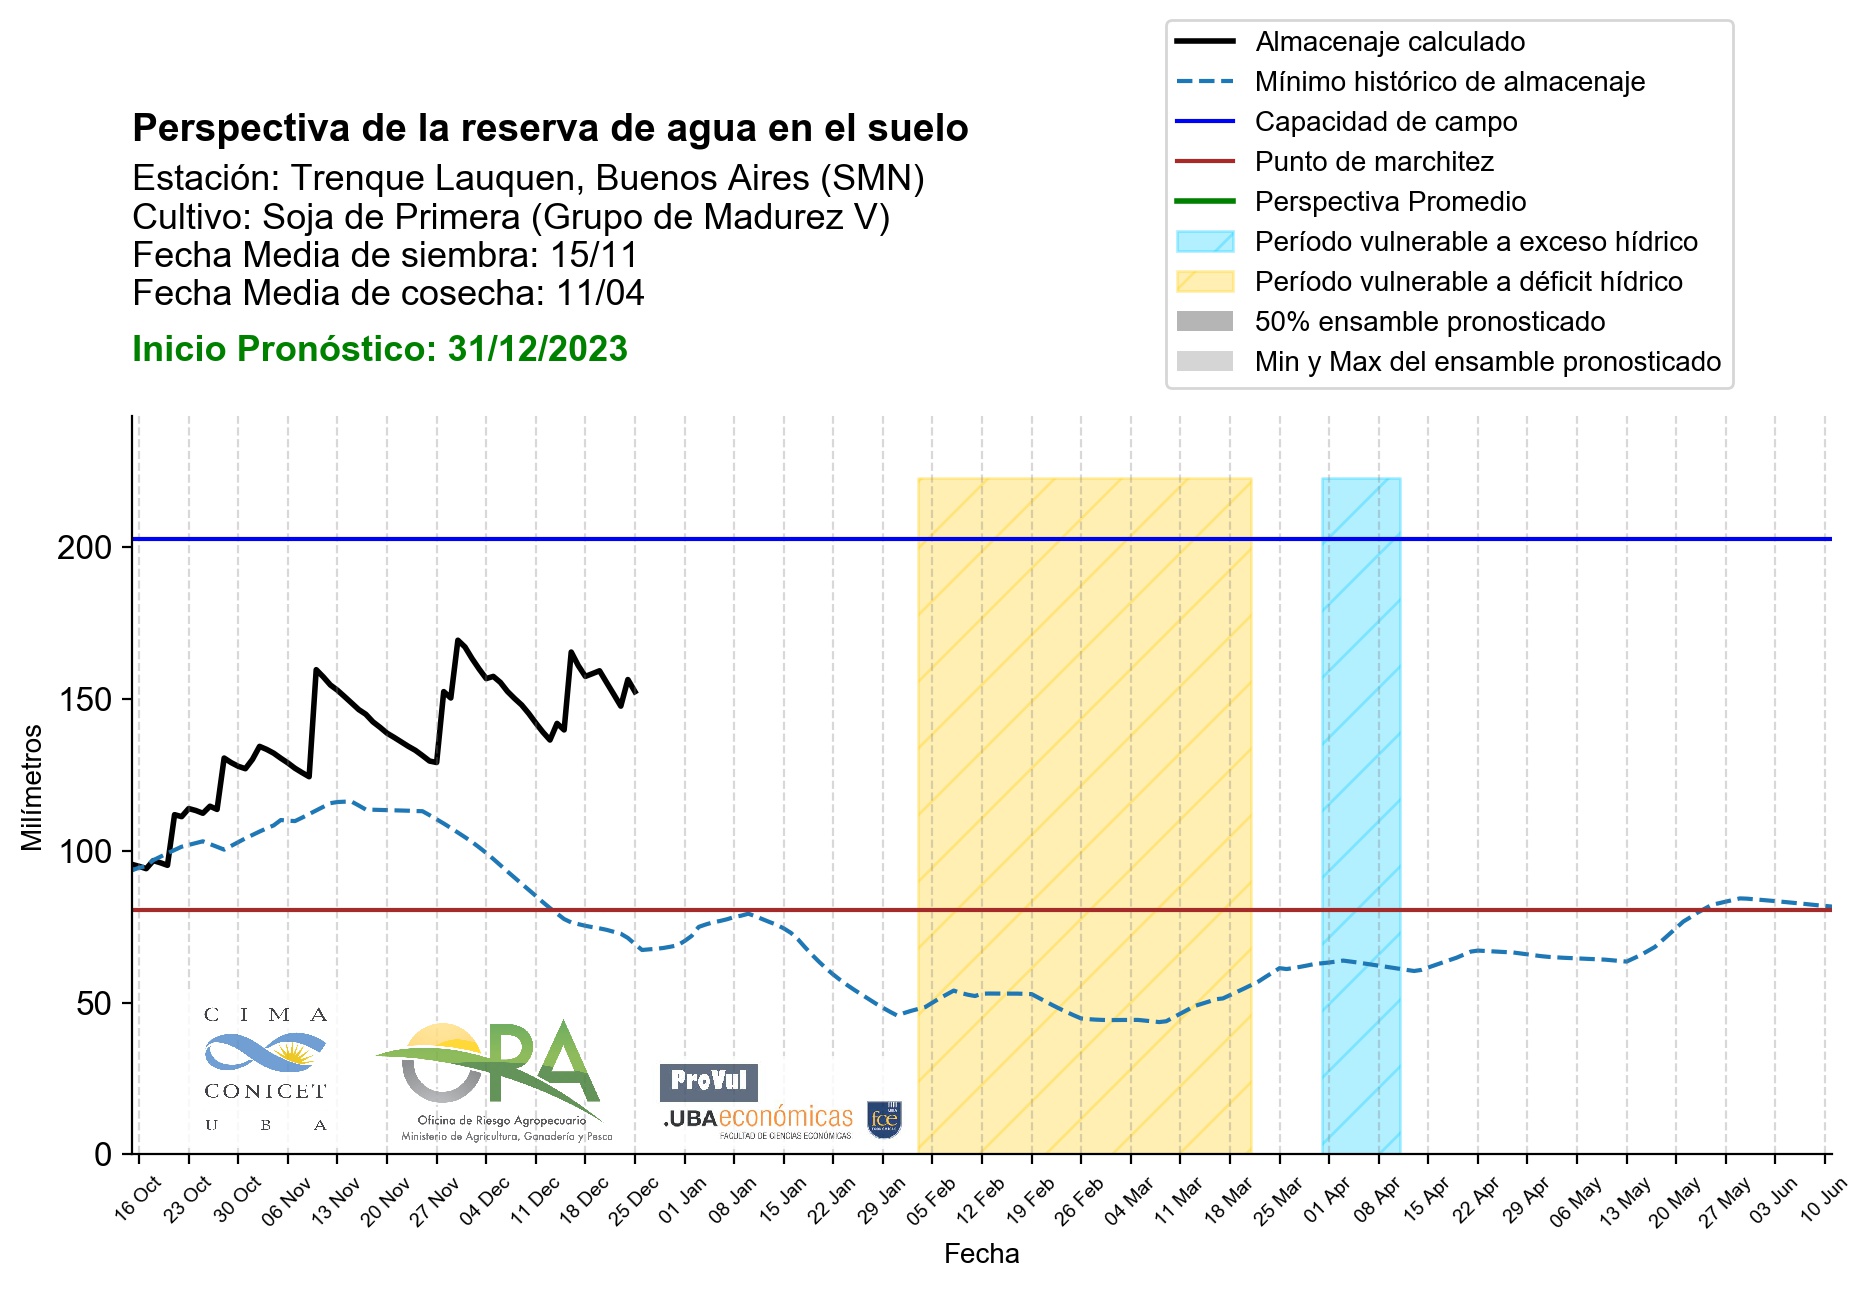 Almacenaje calculado
Mínimo histórico de almacenaje
Capacidad de campo
Punto de marchitez
Perspectiva Promedio
Período vulnerable a exceso hídrico
Período vulnerable a déficit hídrico
50% ensamble pronosticado
Min y Max del ensamble pronosticado
Perspectiva de la reserva de agua en el suelo
Estación: Trenque Lauquen, Buenos Aires (SMN)
Cultivo: Soja de Primera (Grupo de Madurez V)
Fecha Media de siembra: 15/11
Fecha Media de cosecha: 11/04
Inicio Pronóstico: 31/12/2023
Milímetros
200
150
100
50
0
C I M A
CONICET
U B A
ORA
Oficina de Riesgo Agropecuario
Ministerio de Agricultura, Ganadería y Pesca
ProVul
.UBAeconómicas
FACULTAD DE CIENCIAS ECONÓMICAS
UBA
fce
16 Oct 23 Oct 30 Oct 06 Nov 13 Nov 20 Nov 27 Nov 04 Dec 11 Dec 18 Dec 25 Dec 01 Jan 08 Jan 15 Jan 22 Jan 29 Jan 05 Feb 12 Feb 19 Feb 26 Feb 04 Mar 11 Mar 18 Mar 25 Mar 01 Apr 08 Apr 15 Apr 22 Apr 29 Apr 06 May 13 May 20 May 27 May 03 Jun 10 Jun
Fecha